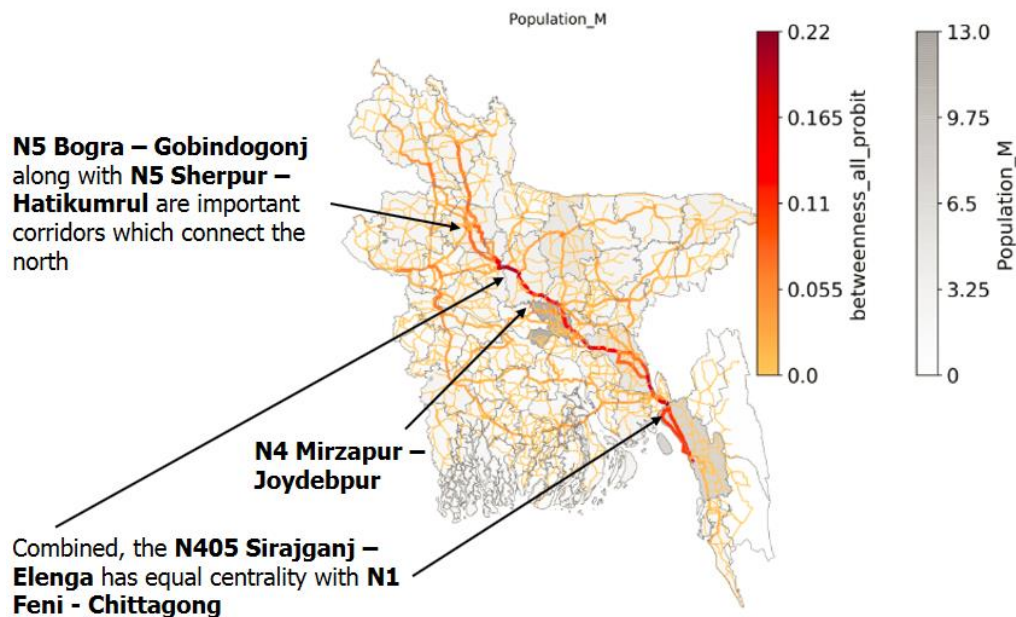 Population_M
N5 Bogra – Gobindogonj
along with N5 Sherpur –
Hatikumrul are important
corridors which connect the
north
N4 Mirzapur –
Joydebpur
Combined, the N405 Sirajganj –
Elenga has equal centrality with N1
Feni - Chittagong
0.22
0.165
0.11
0.055
0.0
betweenness_all_probit
13.0
9.75
6.5
3.25
0
Population_M